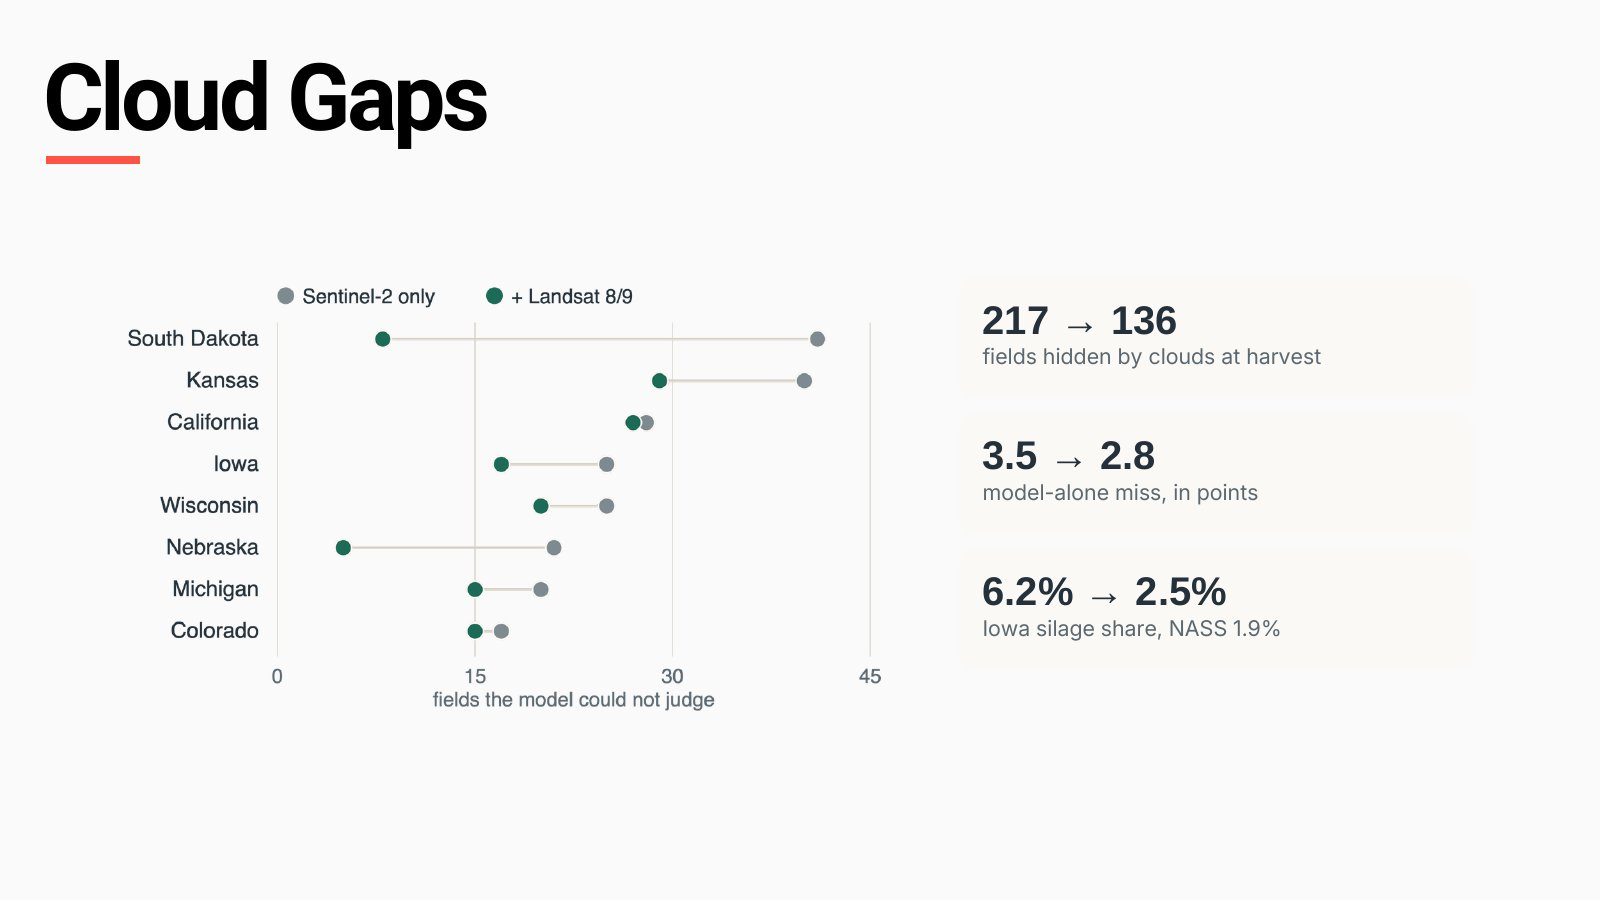 Cloud Gaps
Sentinel-2 only
+ Landsat 8/9
South Dakota
Kansas
California
Iowa
Wisconsin
Nebraska
Michigan
Colorado
0 15 30 45
fields the model could not judge
217 → 136
fields hidden by clouds at harvest
3.5 → 2.8
model-alone miss, in points
6.2% → 2.5%
Iowa silage share, NASS 1.9%